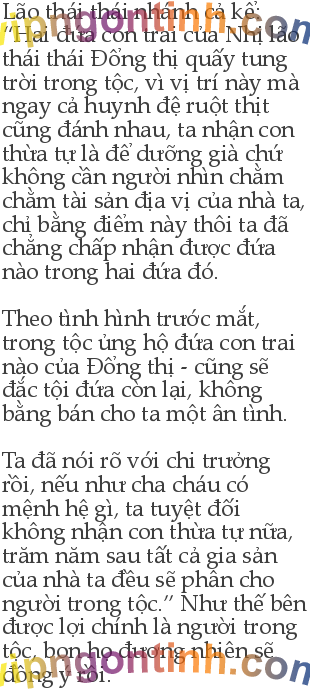 Lão thái thái nhánh cả kể:
“Hai đứa con trai của Nhị lão
thái thái Đổng thị quấy tung
trời trong tộc, vì vị trí này mà
ngay cả huynh đệ ruột thịt
cũng đánh nhau, ta nhận con
thừa tự là để dưỡng già chứ
không cần người nhìn chằm
chằm tài sản địa vị của nhà ta,
chỉ bằng điểm này thôi ta đã
chẳng chấp nhận được đứa
nào trong hai đứa đó.
Theo tình hình trước mắt,
trong tộc ủng hộ đứa con trai
nào của Đổng thị - cũng sẽ
đắc tội đứa còn lại, không
bằng bán cho ta một ân tình.
Ta đã nói rõ với chi trưởng
rồi, nếu như cha cháu có
mệnh hệ gì, ta tuyệt đối
không nhận con thừa tự nữa,
trăm năm sau tất cả gia sản
của nhà ta đều sẽ phân cho
người trong tộc.” Như thế bên
được lợi chính là người trong
tộc, bọn họ đương nhiên sẽ
đồng ý rồi.
vipngontinh.com
vipngontinh.com